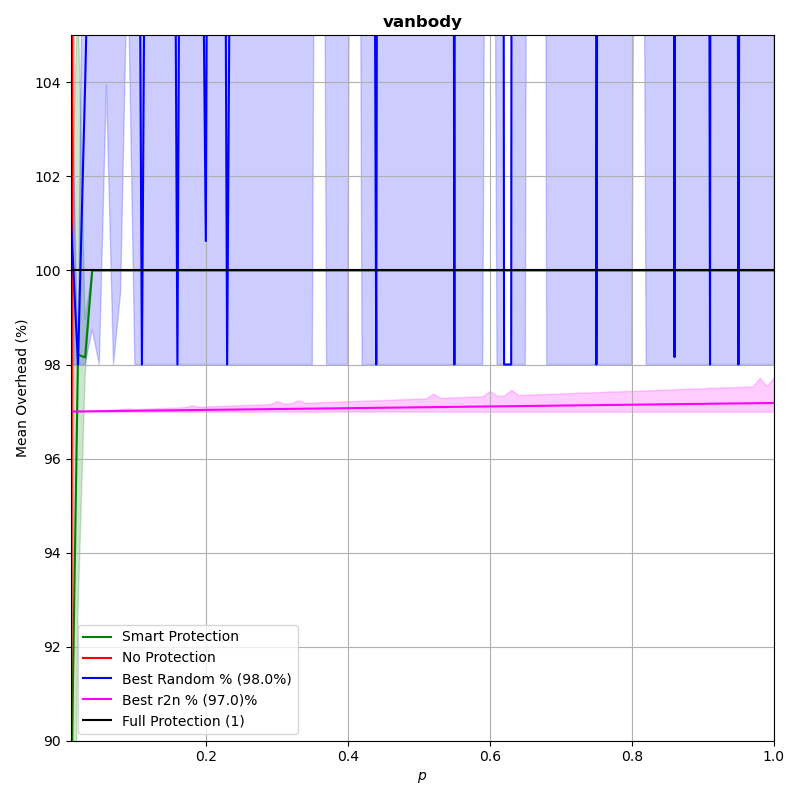 vanbody
104
102
100
98
96
94
92
90
Mean Overhead (%)
Smart Protection
No Protection
Best Random % (98.0%)
Best r2n % (97.0)%
Full Protection (1)
0.2 0.4 0.6 0.8 1.0
p